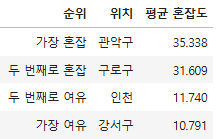 순위 위치 평균 혼잡도
가장 혼잡 관악구 35.338
두 번째로 혼잡 구로구 31.609
두 번째로 여유 인천 11.740
가장 여유 강서구 10.791